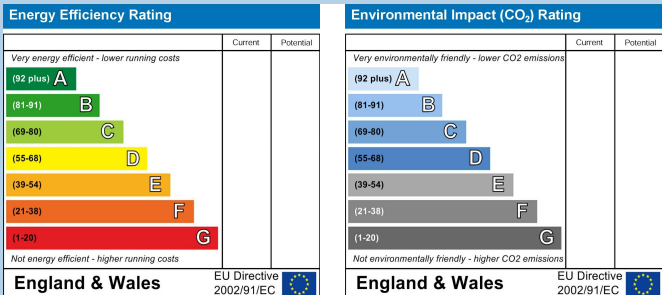 Energy Efficiency Rating
Current Potential
Very energy efficient - lower running costs
(92 plus) A
(81-91) B
(69-80) C
(55-68) D
(39-54) E
(21-38) F
(1-20) G
Not energy efficient - higher running costs
England & Wales
EU Directive
2002/91/EC
Environmental Impact (CO₂) Rating
Current Potential
Very environmentally friendly - lower CO2 emissions
(92 plus) A
(81-91) B
(69-80) C
(55-68) D
(39-54) E
(21-38) F
(1-20) G
Not environmentally friendly - higher CO2 emissions
England & Wales
EU Directive
2002/91/EC